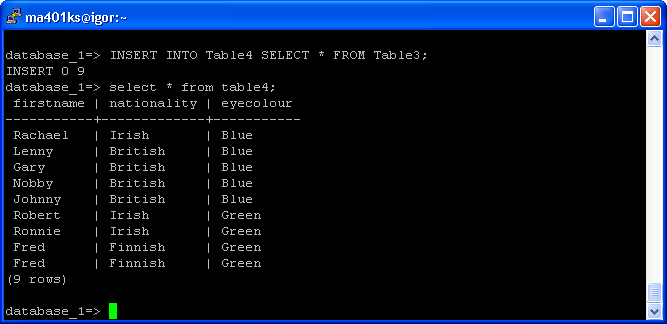 ma401ks@igor:~
database_1=> INSERT INTO Table4 SELECT * FROM Table3;
INSERT 0 9
database_1=> select * from table4;
 firstname | nationality | eyecolour
-----------+-------------+-----------
 Rachael   | Irish       | Blue
 Lenny     | British     | Blue
 Gary      | British     | Blue
 Nobby     | British     | Blue
 Johnny    | British     | Blue
 Robert    | Irish       | Green
 Ronnie    | Irish       | Green
 Fred      | Finnish     | Green
 Fred      | Finnish     | Green
(9 rows)
database_1=>